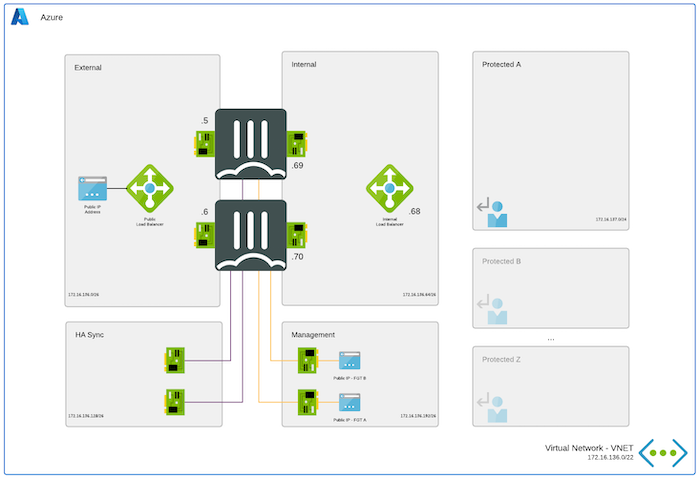 Azure
External
Internal
Protected A
.5
.69
Public IP
Address
Public
Load Balancer
Internal
Load Balancer
.68
172.16.137.0/24
.6
.70
Protected B
172.16.136.0/26
172.16.136.64/26
...
HA Sync
Management
Protected Z
Public IP - FGT B
172.16.136.128/26
172.16.136.192/26
Public IP - FGT A
Virtual Network - VNET
172.16.136.0/22